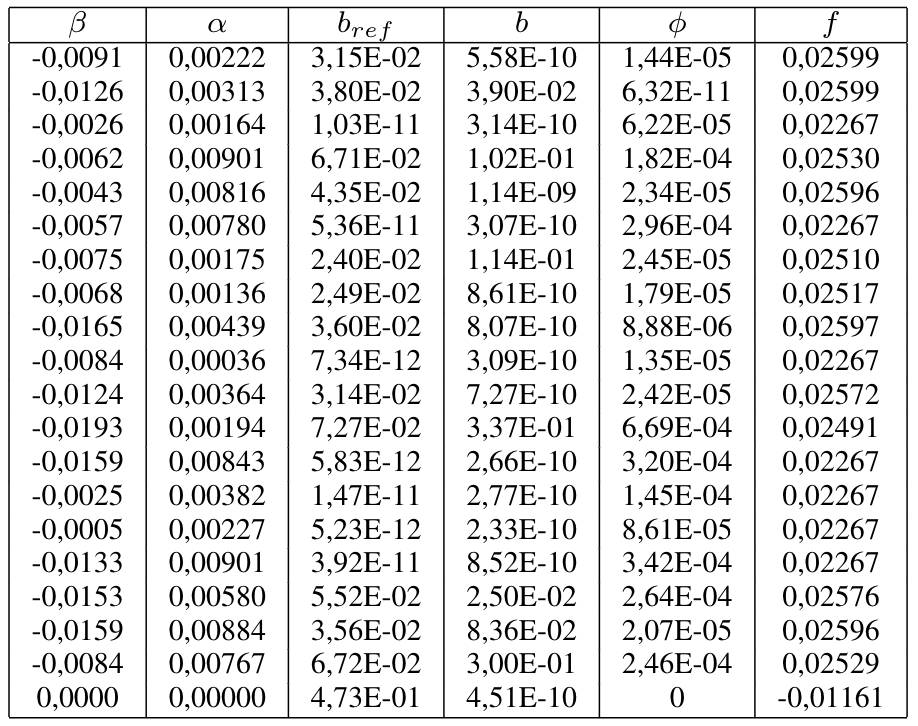 β α b_ref b ϕ f
-0,0091 0,00222 3,15E-02 5,58E-10 1,44E-05 0,02599
-0,0126 0,00313 3,80E-02 3,90E-02 6,32E-11 0,02599
-0,0026 0,00164 1,03E-11 3,14E-10 6,22E-05 0,02267
-0,0062 0,00901 6,71E-02 1,02E-01 1,82E-04 0,02530
-0,0043 0,00816 4,35E-02 1,14E-09 2,34E-05 0,02596
-0,0057 0,00780 5,36E-11 3,07E-10 2,96E-04 0,02267
-0,0075 0,00175 2,40E-02 1,14E-01 2,45E-05 0,02510
-0,0068 0,00136 2,49E-02 8,61E-10 1,79E-05 0,02517
-0,0165 0,00439 3,60E-02 8,07E-10 8,88E-06 0,02597
-0,0084 0,00036 7,34E-12 3,09E-10 1,35E-05 0,02267
-0,0124 0,00364 3,14E-02 7,27E-10 2,42E-05 0,02572
-0,0193 0,00194 7,27E-02 3,37E-01 6,69E-04 0,02491
-0,0159 0,00843 5,83E-12 2,66E-10 3,20E-04 0,02267
-0,0025 0,00382 1,47E-11 2,77E-10 1,45E-04 0,02267
-0,0005 0,00227 5,23E-12 2,33E-10 8,61E-05 0,02267
-0,0133 0,00901 3,92E-11 8,52E-10 3,42E-04 0,02267
-0,0153 0,00580 5,52E-02 2,50E-02 2,64E-04 0,02576
-0,0159 0,00884 3,56E-02 8,36E-02 2,07E-05 0,02596
-0,0084 0,00767 6,72E-02 3,00E-01 2,46E-04 0,02529
0,0000 0,00000 4,73E-01 4,51E-10 0 -0,01161